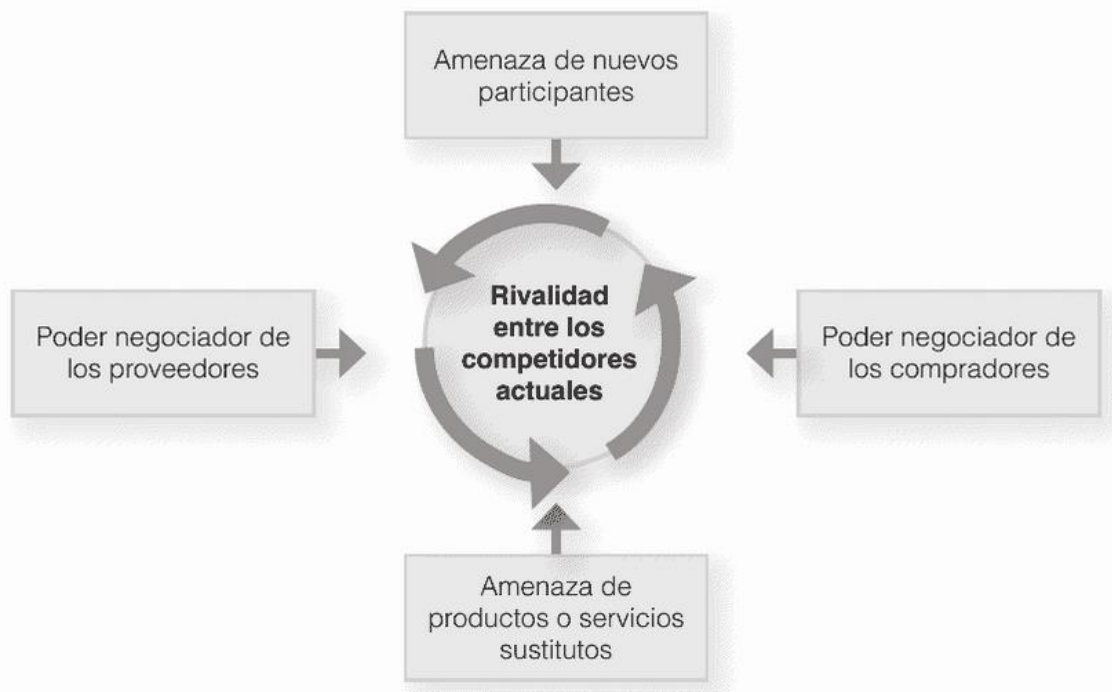 Amenaza de nuevos
participantes
Poder negociador de
los proveedores
Rivalidad
entre los
competidores
actuales
Poder negociador de
los compradores
Amenaza de
productos o servicios
sustitutos